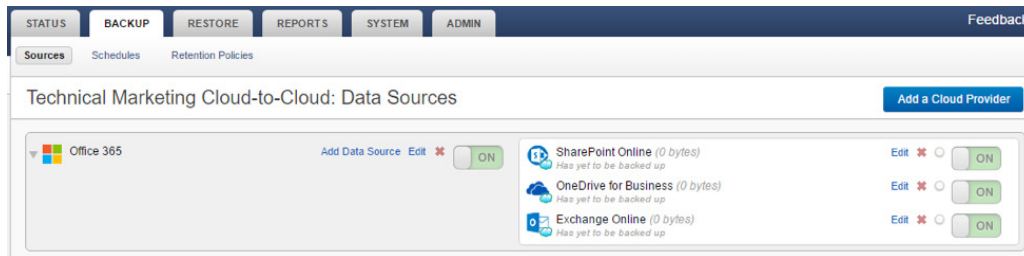 STATUS BACKUP RESTORE REPORTS SYSTEM ADMIN Feedback
Sources Schedules Retention Policies
Technical Marketing Cloud-to-Cloud: Data Sources Add a Cloud Provider
Office 365 Add Data Source Edit ON
SharePoint Online (0 bytes) Edit ON
Has yet to be backed up
OneDrive for Business (0 bytes) Edit ON
Has yet to be backed up
Exchange Online (0 bytes) Edit ON
Has yet to be backed up